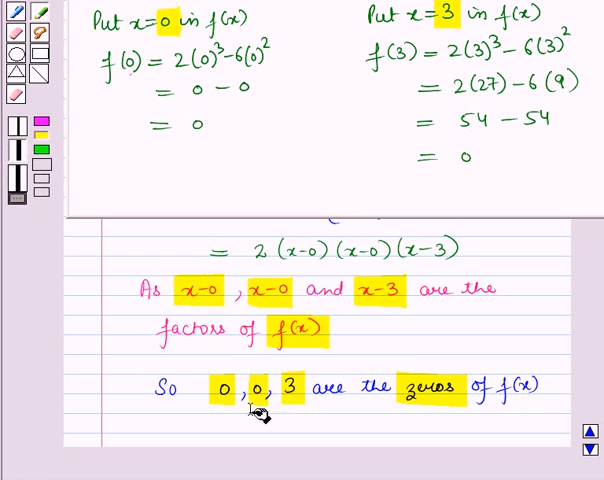 Put x=0 in f(x)
f(0) = 2(0)³-6(0)²
= 0 - 0
= 0
Put x=3 in f(x)
f(3) = 2(3)³-6(3)²
= 2(27)-6(9)
= 54-54
= 0
= 2(x-0)(x-0)(x-3)
As x-0, x-0 and x-3 are the
factors of f(x)
So 0, 0, 3 are the zeros of f(x)